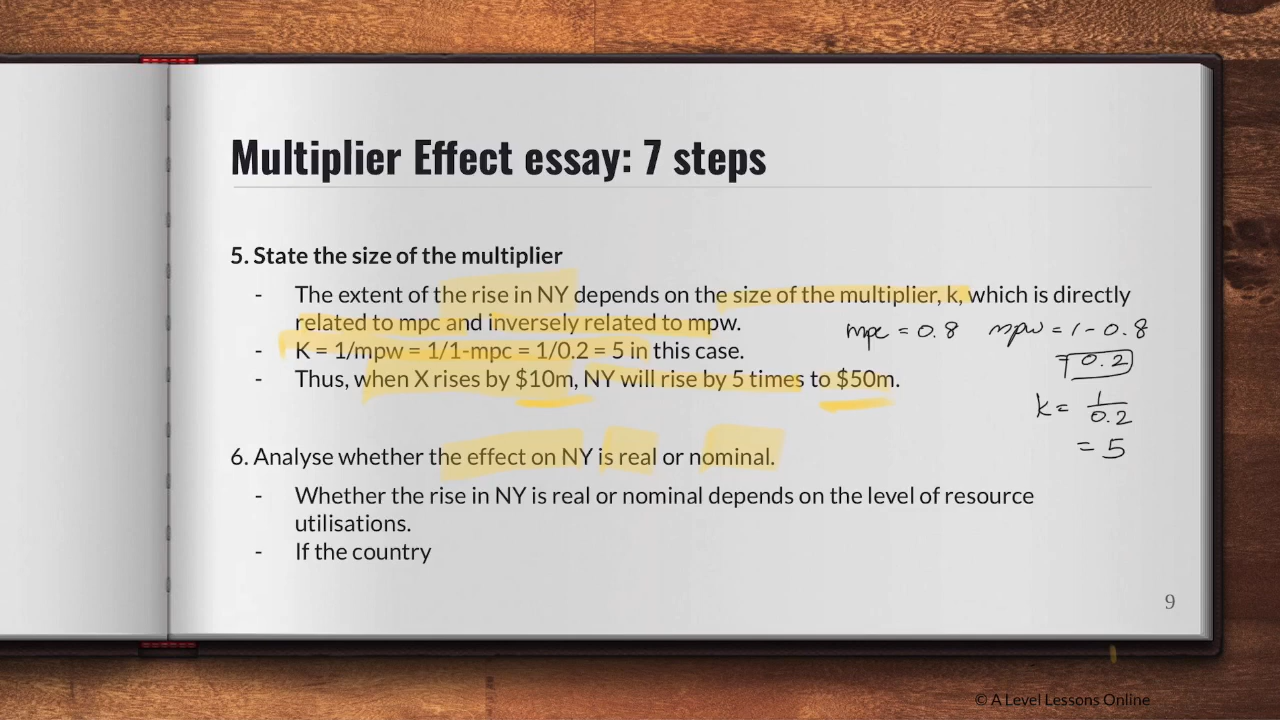 Multiplier Effect essay: 7 steps
5. State the size of the multiplier
- The extent of the rise in NY depends on the size of the multiplier, k, which is directly
related to mpc and inversely related to mpw.
- K = 1/mpw = 1/1-mpc = 1/0.2 = 5 in this case.
- Thus, when X rises by $10m, NY will rise by 5 times to $50m.
mpc = 0.8 mpw = 1 - 0.8
= 0.2
k = 1
0.2
= 5
6. Analyse whether the effect on NY is real or nominal.
- Whether the rise in NY is real or nominal depends on the level of resource
utilisations.
- If the country
9
© A Level Lessons Online